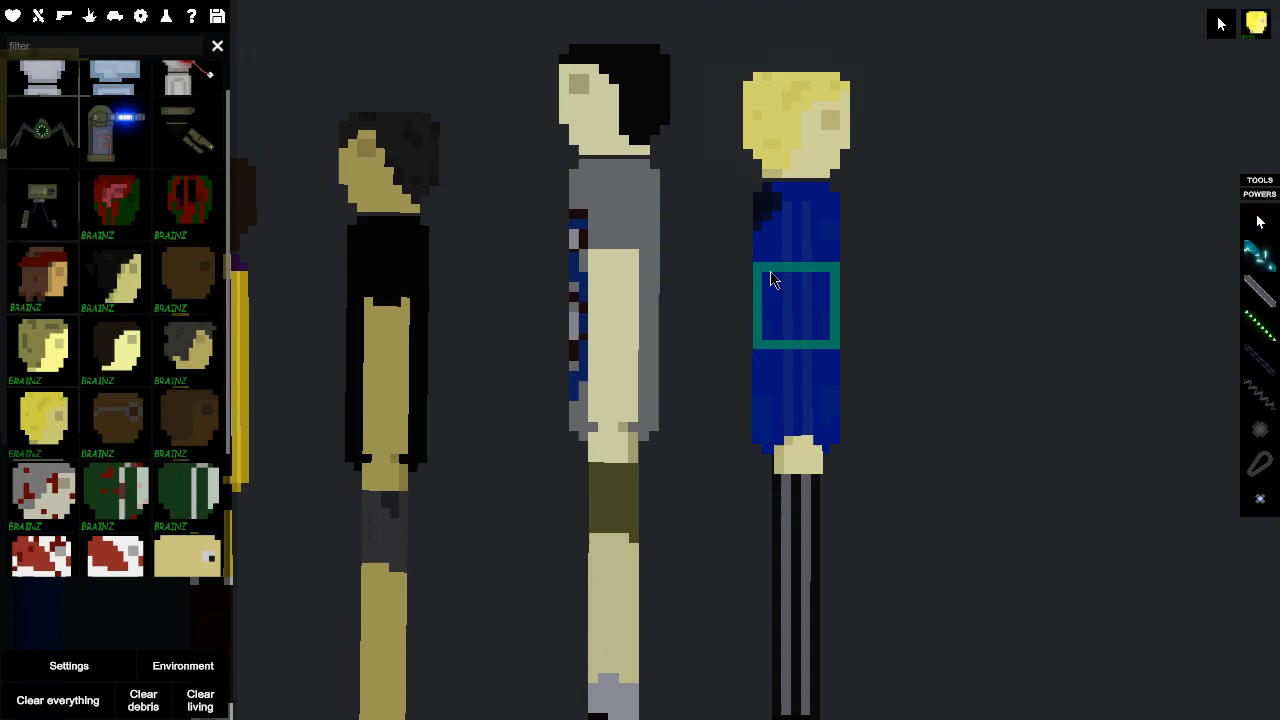 filter
TOOLS
POWERS
BRAINZ BRAINZ
BRAINZ BRAINZ BRAINZ
BRAINZ BRAINZ BRAINZ
BRAINZ BRAINZ BRAINZ
BRAINZ BRAINZ BRAINZ
Settings Environment
Clear everything
Clear
debris
Clear
living